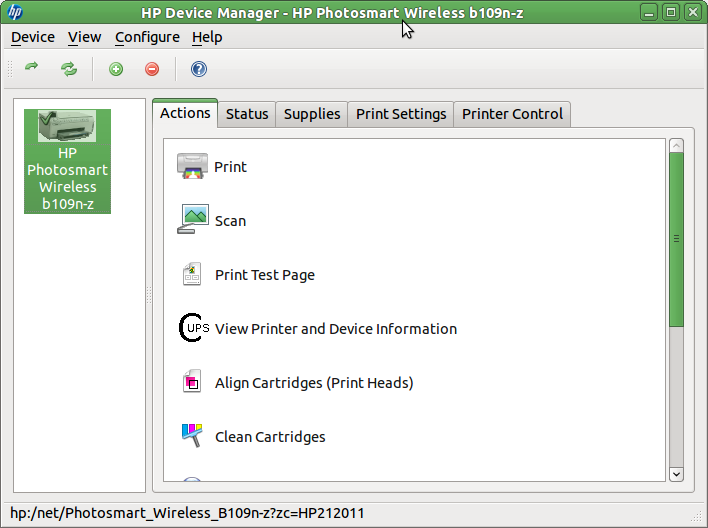 HP Device Manager - HP Photosmart Wireless b109n-z
Device View Configure Help
Actions Status Supplies Print Settings Printer Control
HP
Photosmart
Wireless
b109n-z
Print
Scan
Print Test Page
CUPS View Printer and Device Information
Align Cartridges (Print Heads)
Clean Cartridges
hp:/net/Photosmart_Wireless_B109n-z?zc=HP212011